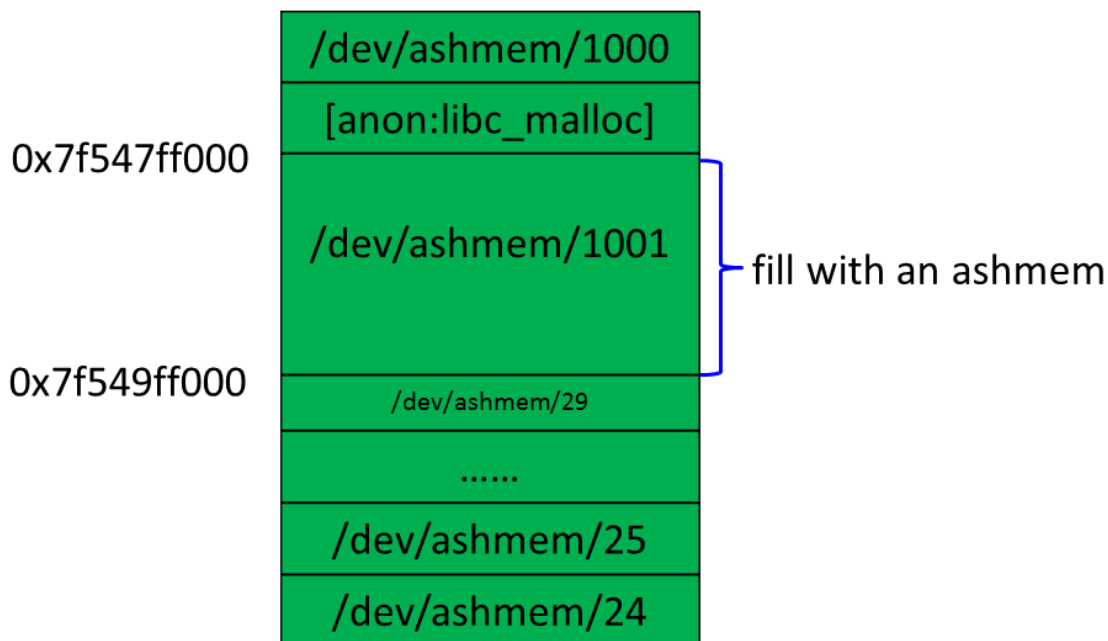 /dev/ashmem/1000
[anon:libc_malloc]
0x7f547ff000
/dev/ashmem/1001
fill with an ashmem
0x7f549ff000
/dev/ashmem/29
......
/dev/ashmem/25
/dev/ashmem/24